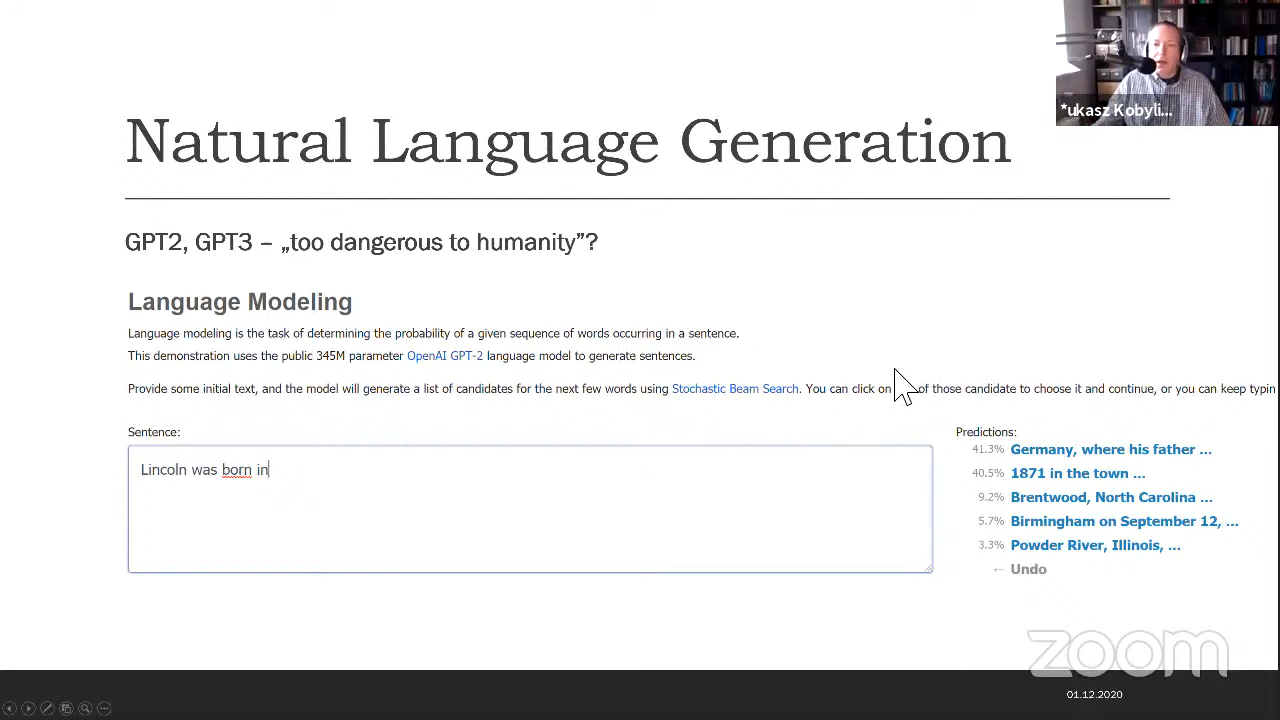 *ukasz Kobyli...
Natural Language Generation
GPT2, GPT3 – „too dangerous to humanity”?
Language Modeling
Language modeling is the task of determining the probability of a given sequence of words occurring in a sentence.
This demonstration uses the public 345M parameter OpenAI GPT-2 language model to generate sentences.
Provide some initial text, and the model will generate a list of candidates for the next few words using Stochastic Beam Search. You can click on of those candidate to choose it and continue, or you can keep typin
Sentence:
Lincoln was born in
Predictions:
41.3% Germany, where his father ...
40.5% 1871 in the town ...
9.2% Brentwood, North Carolina ...
5.7% Birmingham on September 12, ...
3.3% Powder River, Illinois, ...
← Undo
zoom
01.12.2020